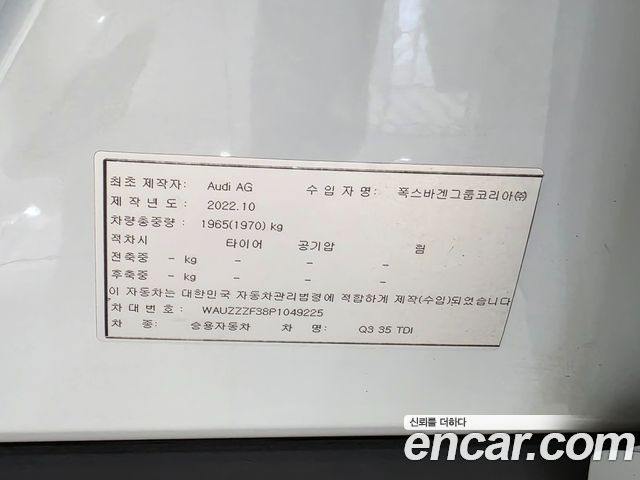 최초 제작자: Audi AG 수 입 자 명: 폭스바겐그룹코리아㈜
제 작 년 도 : 2022.10
차량총중량 : 1965(1970) kg
적차시 타이어 공기압 림
전축중 - kg - - -
후축중 - kg - - -
이 자동차는 대한민국 자동차관리법령에 적합하게 제작(수입)되었습니다.
차 대 번 호 : WAUZZZF38P1049225
차 종: 승용자동차 차 명: Q3 35 TDI
신뢰를 더하다
encar.com